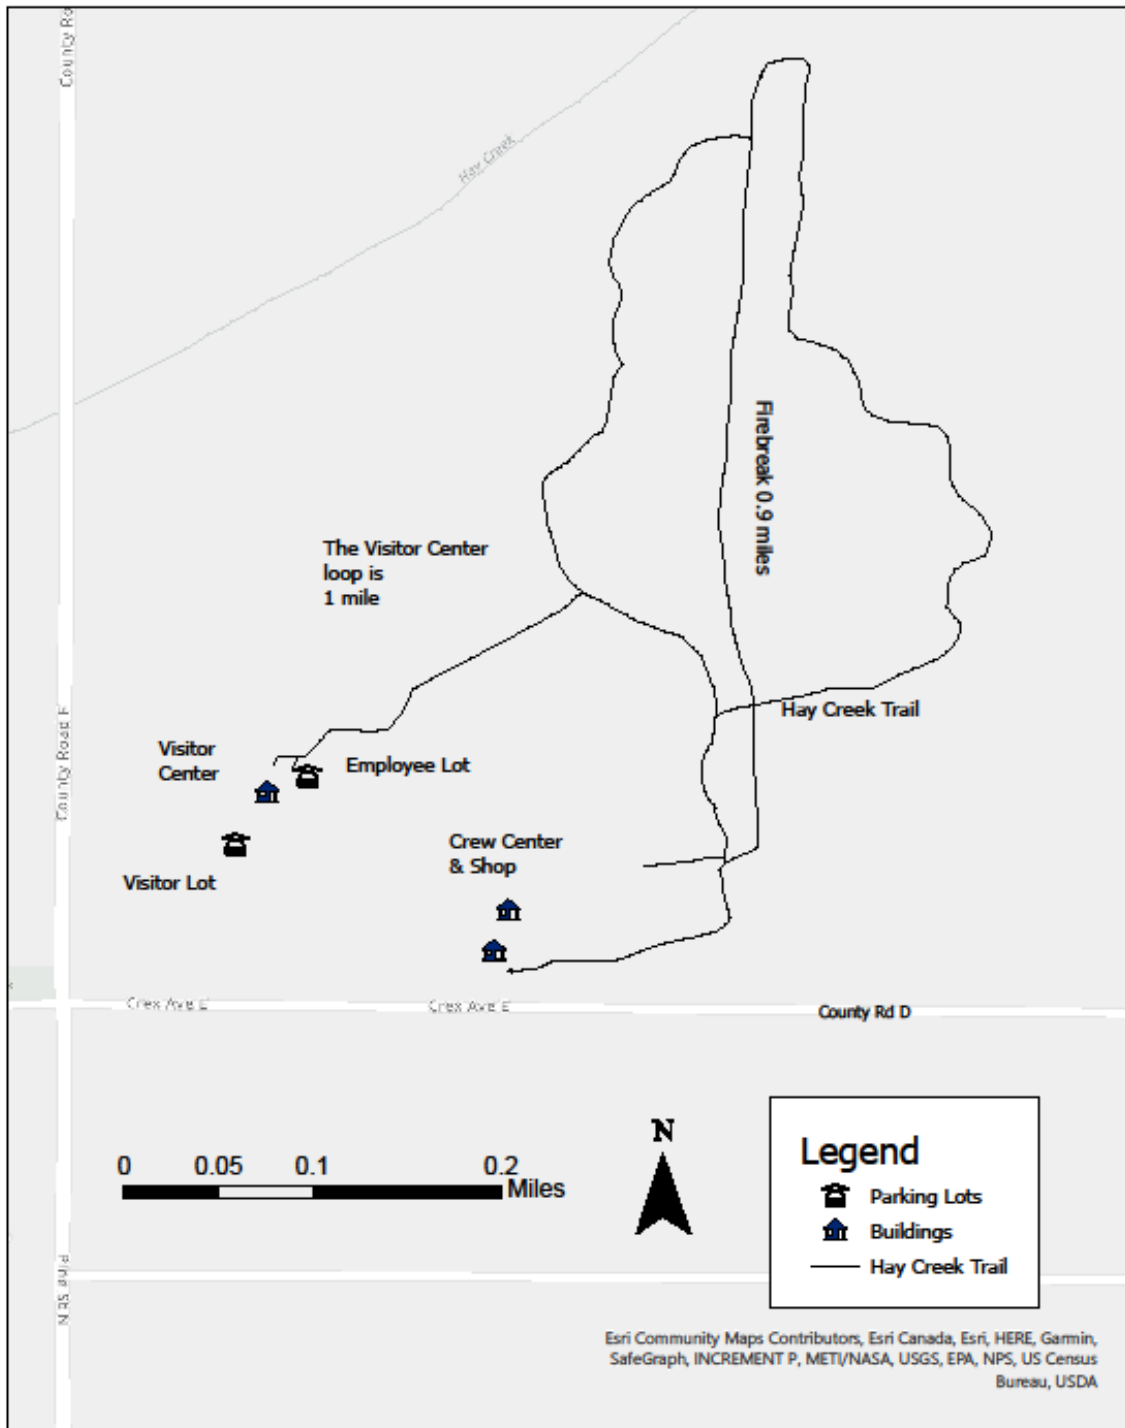 County Ro
Hay Creek
Firebreak 0.9 miles
The Visitor Center
loop is
1 mile
Hay Creek Trail
County Road F
Visitor
Center
Employee Lot
Crew Center
& Shop
Visitor Lot
Crex Ave E
Crex Ave E
County Rd D
N
0 0.05 0.1 0.2
Miles
Legend
Parking Lots
Buildings
Hay Creek Trail
Pine St N
Esri Community Maps Contributors, Esri Canada, Esri, HERE, Garmin,
SafeGraph, INCREMENT P, METI/NASA, USGS, EPA, NPS, US Census
Bureau, USDA